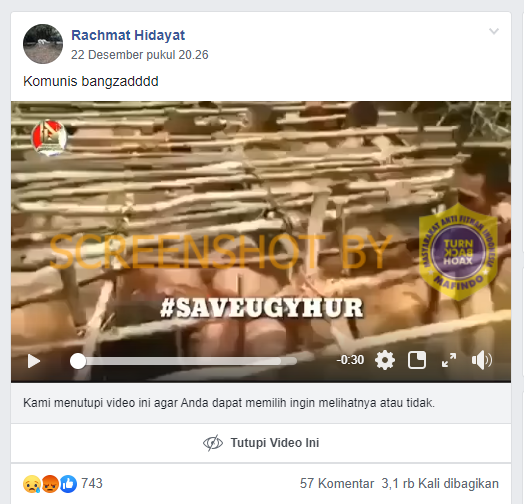 Rachmat Hidayat
22 Desember pukul 20.26
Komunis bangzadddd
SCREENSHOT BY
MASYARAKAT ANTI FITNAH INDONESIA
TURN
BACK
HOAX
MAFINDO
#SAVEUGYHUR
-0:30
Kami menutupi video ini agar Anda dapat memilih ingin melihatnya atau tidak.
Tutupi Video Ini
743
57 Komentar 3,1 rb Kali dibagikan